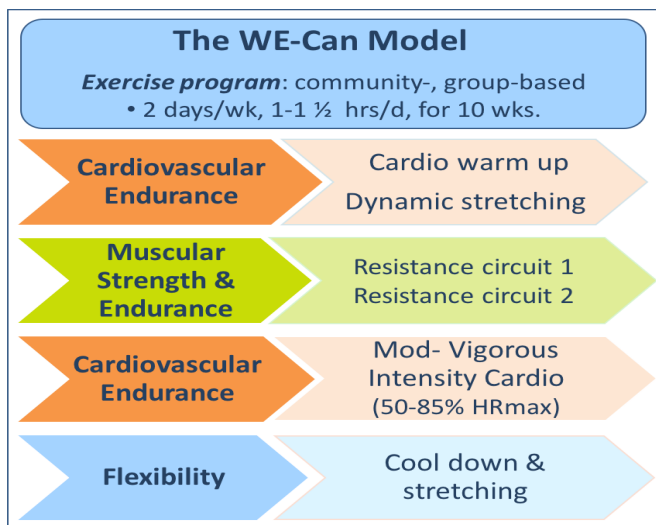 The WE-Can Model
Exercise program: community-, group-based
• 2 days/wk, 1-1 ½ hrs/d, for 10 wks.
Cardiovascular
Endurance
Cardio warm up
Dynamic stretching
Muscular
Strength &
Endurance
Resistance circuit 1
Resistance circuit 2
Cardiovascular
Endurance
Mod- Vigorous
Intensity Cardio
(50-85% HRmax)
Flexibility
Cool down &
stretching